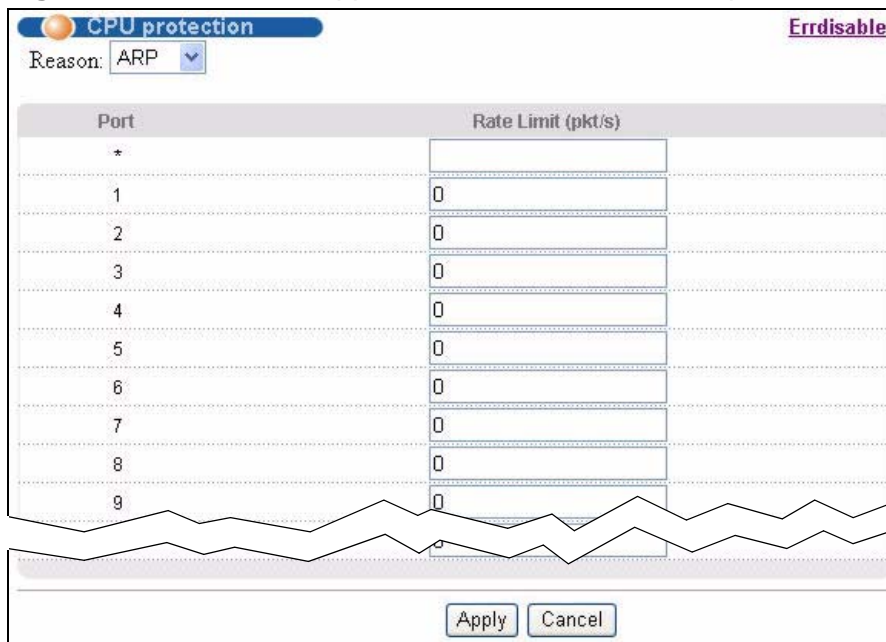 CPU protection
Errdisable
Reason: ARP
Port Rate Limit (pkt/s)
*
1 0
2 0
3 0
4 0
5 0
6 0
7 0
8 0
9 0
Apply Cancel